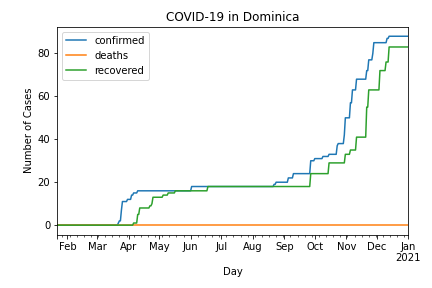 COVID-19 in Dominica
confirmed
deaths
recovered
Number of Cases
80
60
40
20
0
Feb Mar Apr May Jun Jul Aug Sep Oct Nov Dec Jan
2021
Day